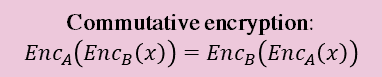 Commutative encryption:
Enc_A(Enc_B(x)) = Enc_B(Enc_A(x))